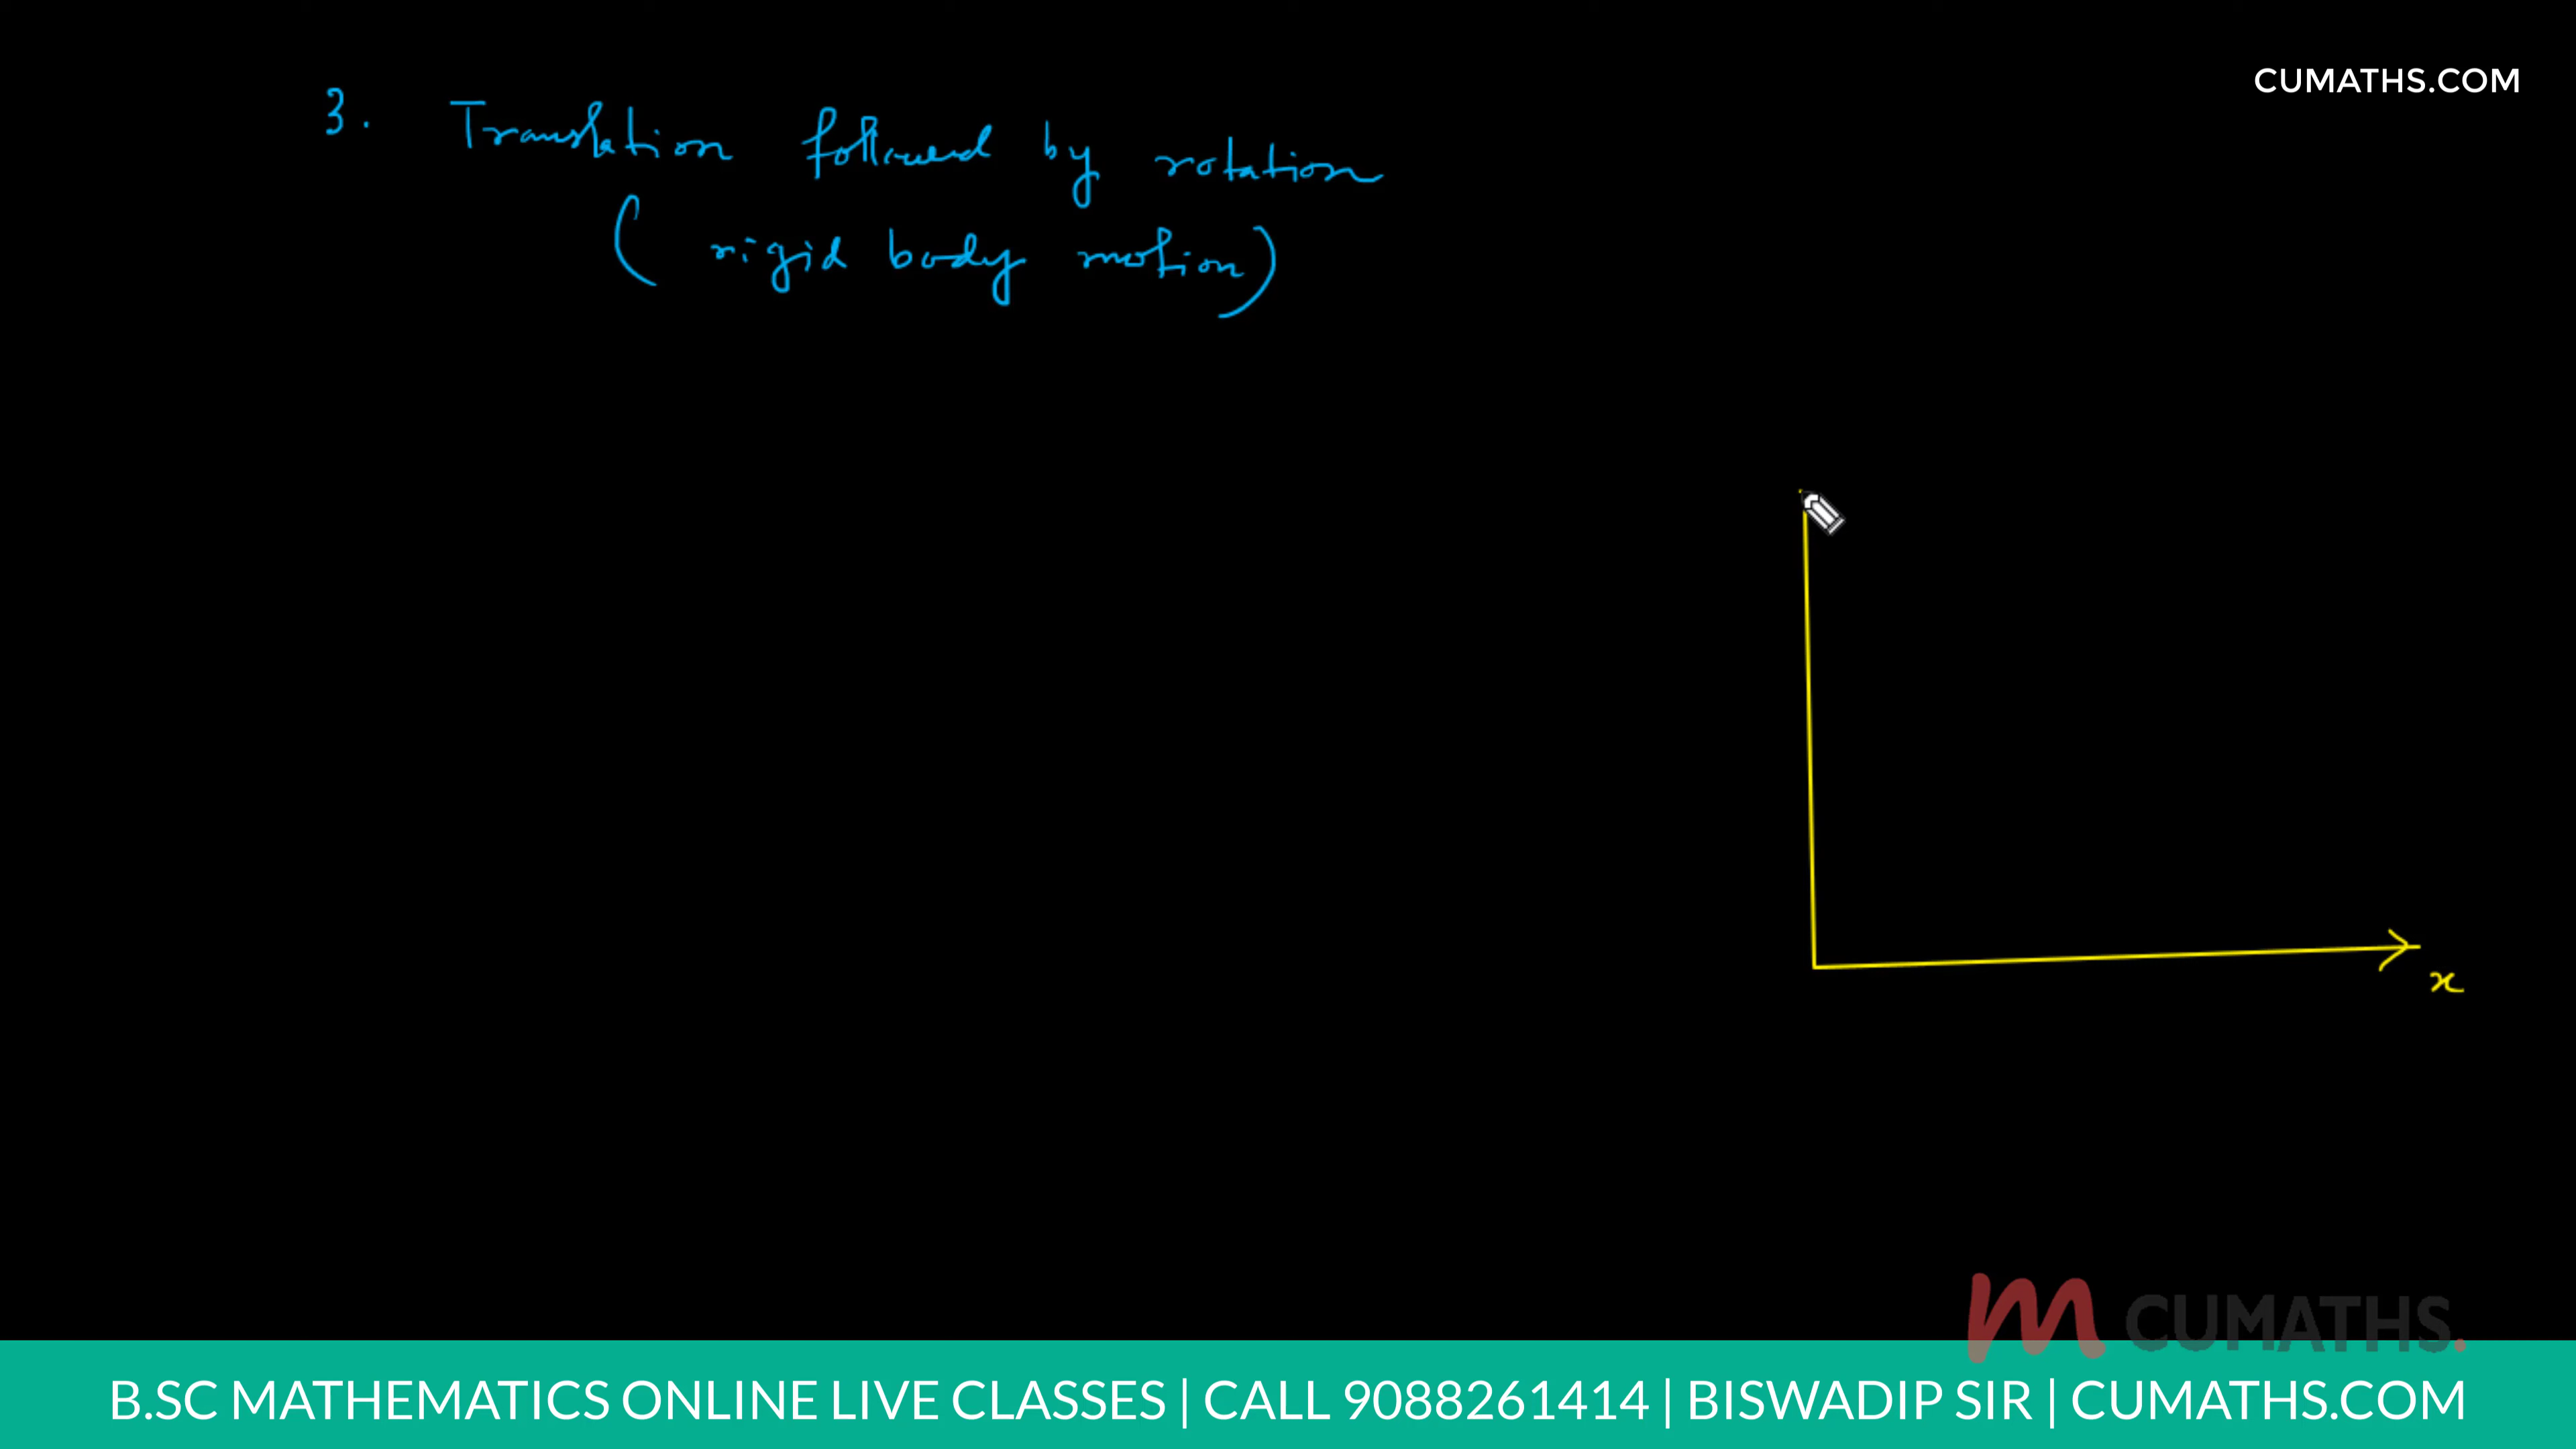 CUMATHS.COM
3. Translation followed by rotation
(rigid body motion)
x
m CUMATHS.
B.SC MATHEMATICS ONLINE LIVE CLASSES | CALL 9088261414 | BISWADIP SIR | CUMATHS.COM